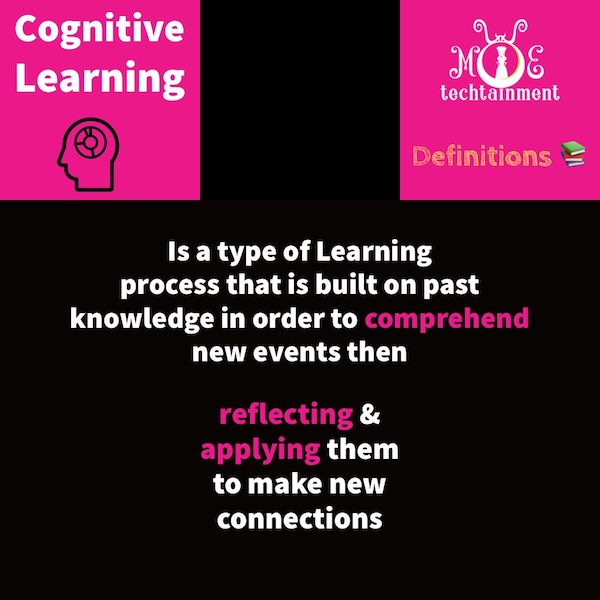 Cognitive
Learning
MOE
techtainment
Definitions
Is a type of Learning
process that is built on past
knowledge in order to comprehend
new events then
reflecting &
applying them
to make new
connections